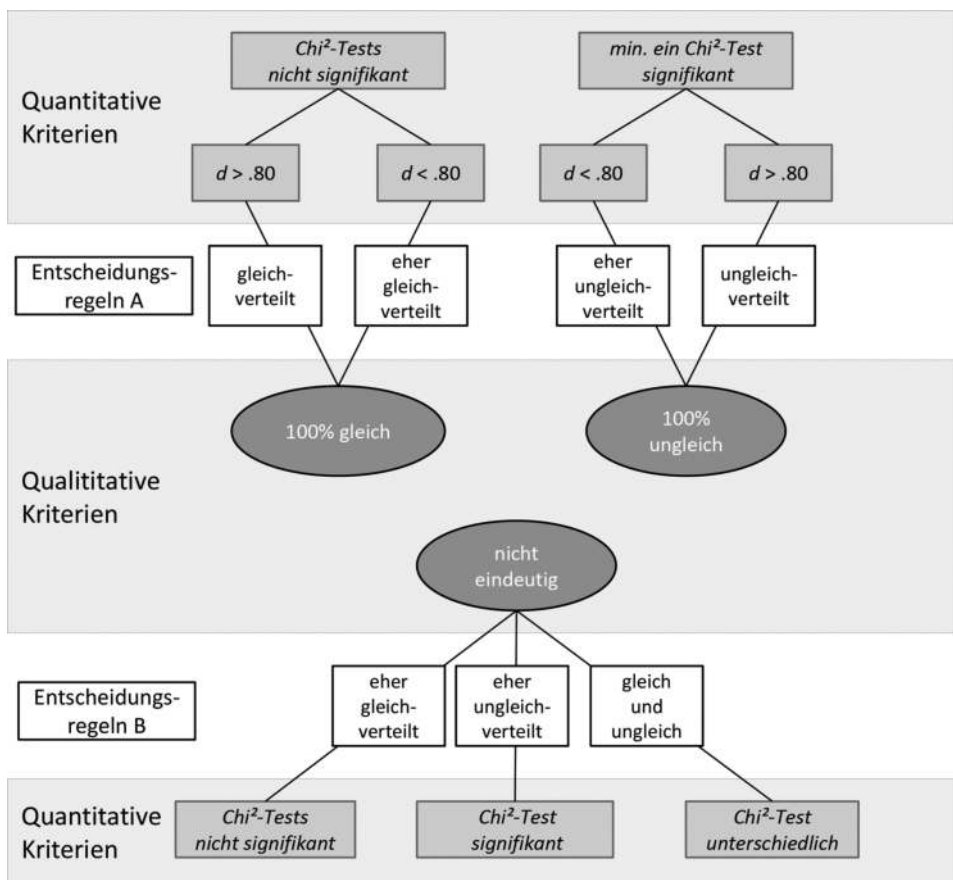 Chi²-Tests
nicht signifikant
min. ein Chi²-Test
signifikant
Quantitative
Kriterien
d > .80
d < .80
d < .80
d > .80
Entscheidungs-
regeln A
gleich-
verteilt
eher
gleich-
verteilt
eher
ungleich-
verteilt
ungleich-
verteilt
100% gleich
100%
ungleich
Qualititative
Kriterien
nicht
eindeutig
Entscheidungs-
regeln B
eher
gleich-
verteilt
eher
ungleich-
verteilt
gleich
und
ungleich
Quantitative
Kriterien
Chi²-Tests
nicht signifikant
Chi²-Test
signifikant
Chi²-Test
unterschiedlich